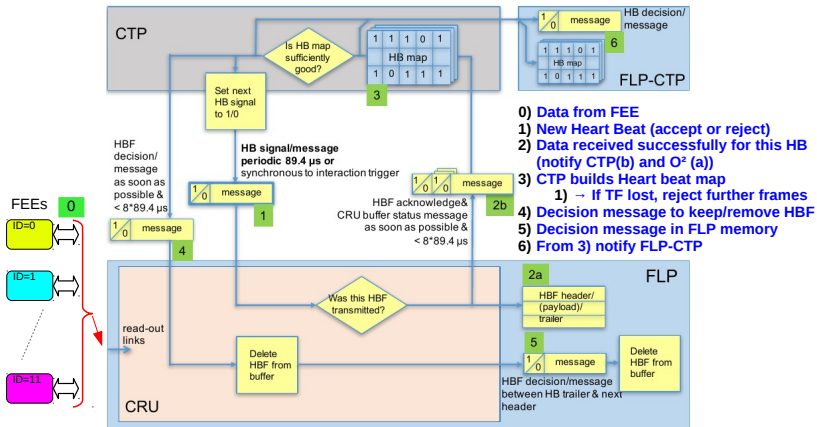 CTP
Is HB map
sufficiently
good?
1 1 1 0 1
HB map
1 0 1 1 1
3
Set next
HB signal
to 1/0
1/0 message
HB decision/
message
6
1 1 1 0 1
HB map
1 0 1 1 1
FLP-CTP
HBF
decision/
message
as soon as
possible &
< 8*89.4 µs
HB signal/message
periodic 89.4 µs or
synchronous to interaction trigger
1/0 message
1
1/0 message
2b
HBF acknowledge&
CRU buffer status message
as soon as possible &
< 8*89.4 µs
1/0 message
4
0) Data from FEE
1) New Heart Beat (accept or reject)
2) Data received successfully for this HB
(notify CTP(b) and O² (a))
3) CTP builds Heart beat map
1) → If TF lost, reject further frames
4) Decision message to keep/remove HBF
5) Decision message in FLP memory
6) From 3) notify FLP-CTP
FEEs 0
ID=0
ID=1
ID=11
read-out
links
Was this HBF
transmitted?
2a
FLP
HBF header/
(payload)/
trailer
Delete
HBF from
buffer
5
1/0 message
HBF decision/message
between HB trailer & next
header
Delete
HBF from
buffer
CRU